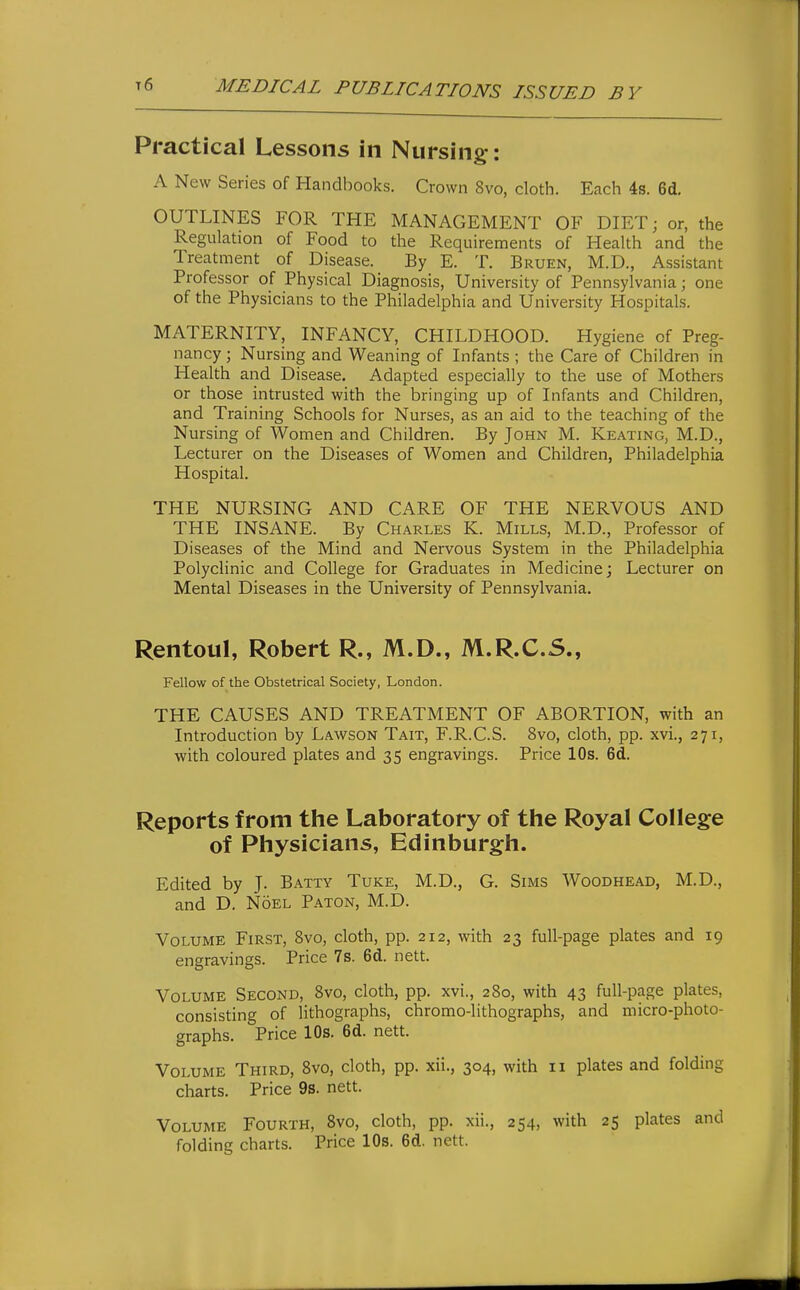 16 MEDICAL PUBLICATIONS ISSUED BY
Practical Lessons in Nursing:
A New Series of Handbooks. Crown 8vo, cloth. Each 4s. 6d.
OUTLINES FOR THE MANAGEMENT OF DIET; or, the
Regulation of Food to the Requirements of Health and the
Treatment of Disease. By E. T. BRUEN, M.D., Assistant
Professor of Physical Diagnosis, University of Pennsylvania; one
of the Physicians to the Philadelphia and University Hospitals.
MATERNITY, INFANCY, CHILDHOOD. Hygiene of Preg-
nancy; Nursing and Weaning of Infants; the Care of Children in
Health and Disease. Adapted especially to the use of Mothers
or those intrusted with the bringing up of Infants and Children,
and Training Schools for Nurses, as an aid to the teaching of the
Nursing of Women and Children. By JOHN M. KEATING, M.D.,
Lecturer on the Diseases of Women and Children, Philadelphia
Hospital.
THE NURSING AND CARE OF THE NERVOUS AND
THE INSANE. By CHARLES K. MILLS, M.D., Professor of
Diseases of the Mind and Nervous System in the Philadelphia
Polyclinic and College for Graduates in Medicine; Lecturer on
Mental Diseases in the University of Pennsylvania.
Rentoul, Robert R., M.D., M.R.C.S.,
Fellow of the Obstetrical Society, London.
THE CAUSES AND TREATMENT OF ABORTION, with an
Introduction by LAWSON TAIT, F.R.C.S. 8vo, cloth, pp. xvi., 271,
with coloured plates and 35 engravings. Price 10s. 6d.
Reports from the Laboratory of the Royal College
of Physicians, Edinburgh.
Edited by J. BATTY TUKE, M.D., G. SIMS WOODHEAD, M.D.,
and D. NÖEL PATON, M.D.
VOLUME FIRST, 8vo, cloth, pp. 212, with 23 full-page plates and 19
engravings. Price 7s. 6d. nett.
VOLUME SECOND, 8vo, cloth, pp. xvi., 280, with 43 full-page plates,
consisting of lithographs, chromo-lithographs, and micro-photo-
graphs. Price 10s. 6d. nett.
VOLUME THIRD, 8vo, cloth, pp. xii., 304, with 11 plates and folding
charts. Price 9s. nett.
VOLUME FOURTH, 8vo, cloth, pp. xii., 254, with 25 plates and
folding charts. Price 10s. 6d. nett.